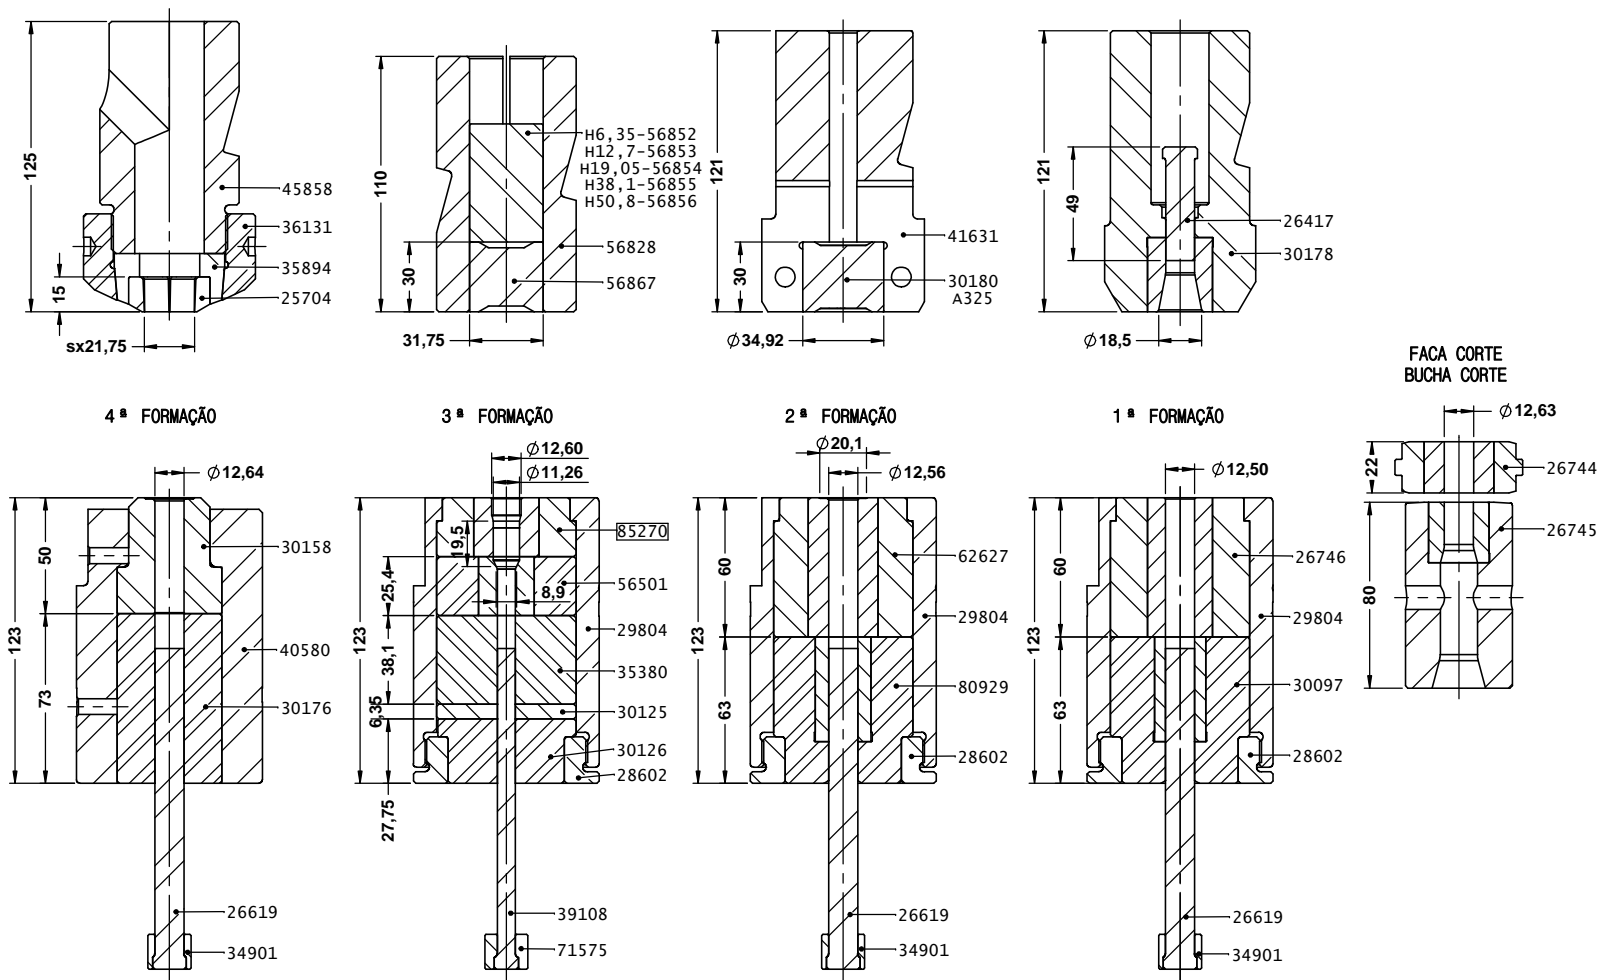 125
15
sx21,75
45858
36131
35894
25704
110
30
31,75
H6,35-56852
H12,7-56853
H19,05-56854
H38,1-56855
H50,8-56856
56828
56867
121
30
Ø34,92
41631
30180
A325
121
49
Ø18,5
26417
30178
4ª FORMAÇÃO
Ø12,64
123
50
73
30158
40580
30176
26619
34901
3ª FORMAÇÃO
Ø12,60
Ø11,26
123
19,5
25,4
38,1
6,35
27,75
8,9
85270
56501
29804
35380
30125
30126
28602
39108
71575
2ª FORMAÇÃO
Ø20,1
Ø12,56
123
60
63
62627
29804
80929
28602
26619
34901
1ª FORMAÇÃO
Ø12,50
123
60
63
26746
29804
30097
28602
26619
34901
FACA CORTE
BUCHA CORTE
Ø12,63
22
80
26744
26745